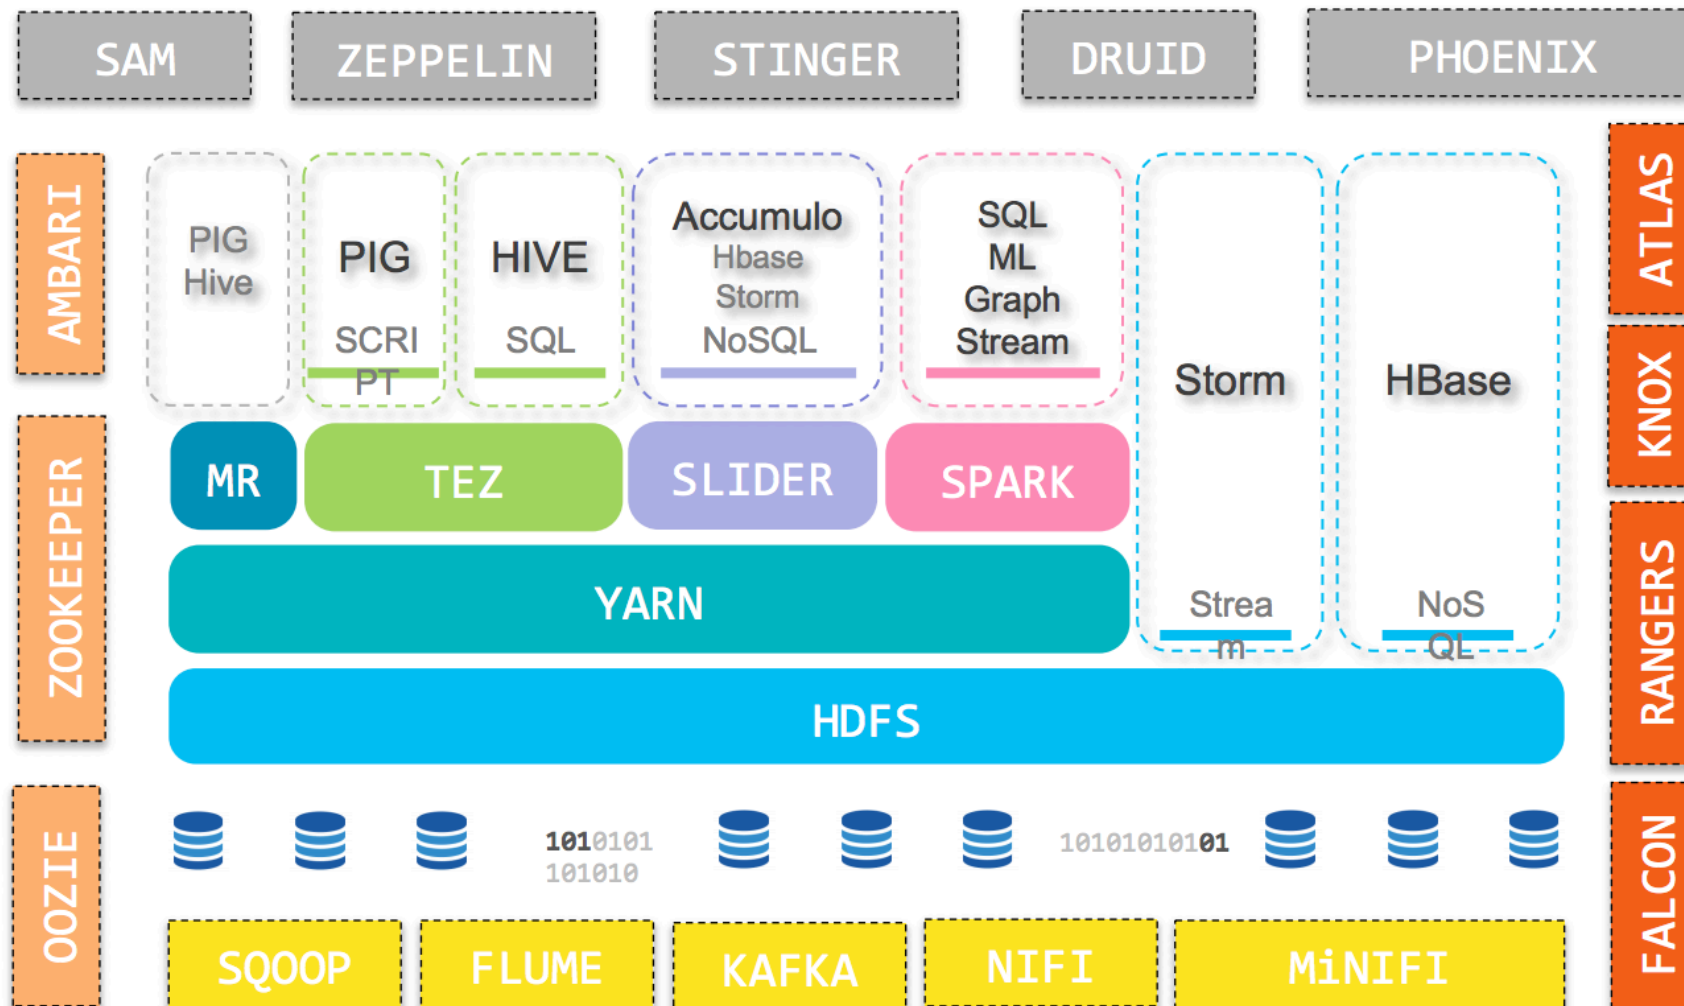 SAM
ZEPPELIN
STINGER
DRUID
PHOENIX
AMBARI
ZOOKEEPER
OOZIE
PIG
Hive
PIG
SCRI
PT
HIVE
SQL
Accumulo
Hbase
Storm
NoSQL
SQL
ML
Graph
Stream
Storm
Strea
m
HBase
NoS
QL
MR
TEZ
SLIDER
SPARK
YARN
HDFS
1010101
101010
10101010101
SQOOP
FLUME
KAFKA
NIFI
MiNIFI
ATLAS
KNOX
RANGERS
FALCON